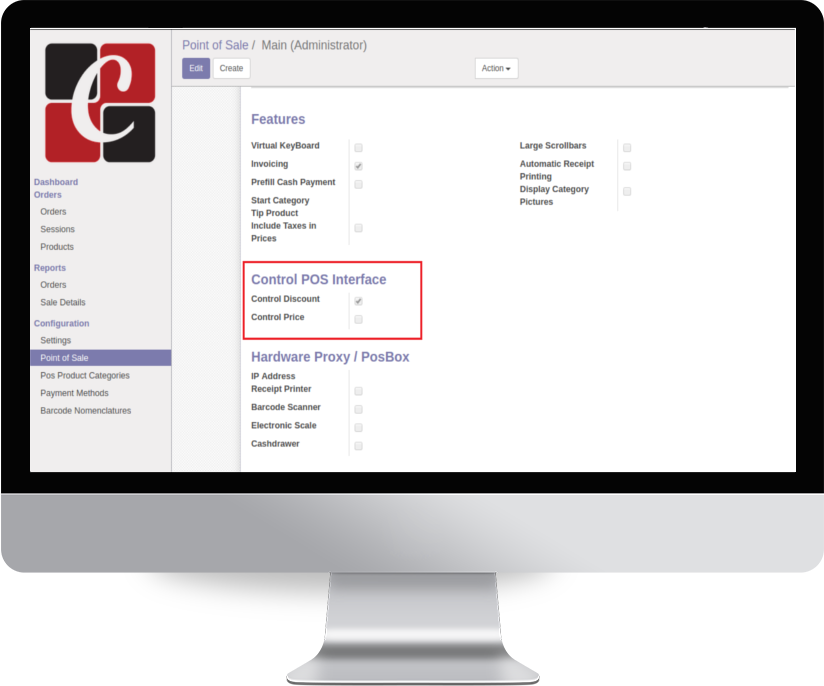 C
Point of Sale / Main (Administrator)
Edit
Create
Action
Dashboard
Orders
Orders
Sessions
Products
Reports
Orders
Sale Details
Configuration
Settings
Point of Sale
Pos Product Categories
Payment Methods
Barcode Nomenclatures
Features
Virtual KeyBoard
Invoicing
Prefill Cash Payment
Start Category
Tip Product
Include Taxes in
Prices
Large Scrollbars
Automatic Receipt
Printing
Display Category
Pictures
Control POS Interface
Control Discount
Control Price
Hardware Proxy / PosBox
IP Address
Receipt Printer
Barcode Scanner
Electronic Scale
Cashdrawer